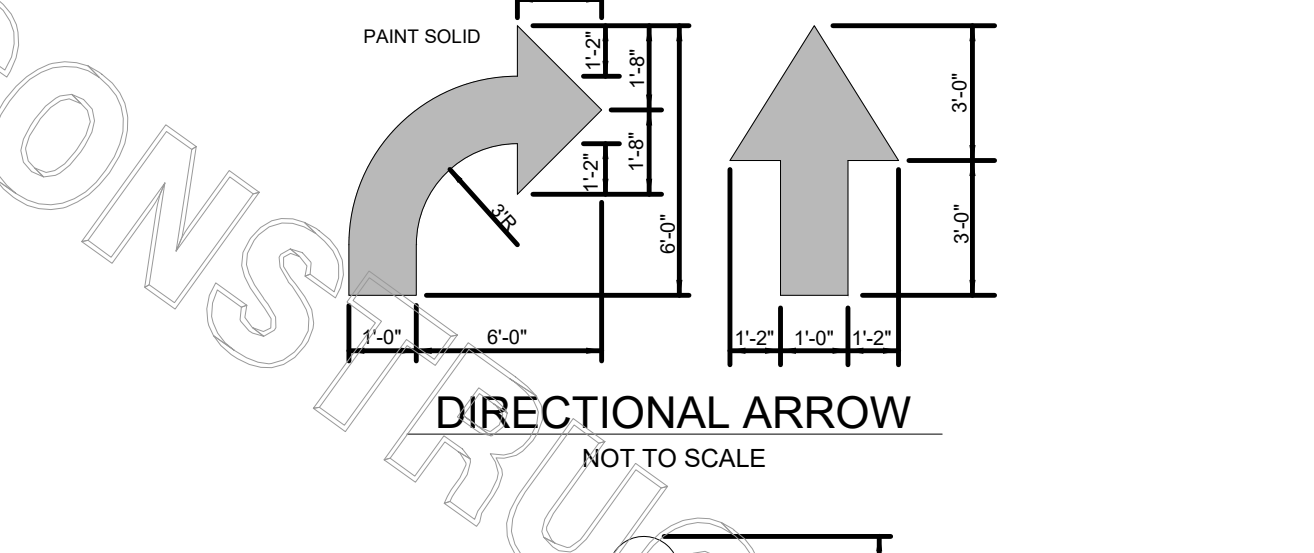 PAINT SOLID
1'-2"
1'-8"
1'-8"
1'-2"
3'R
6'-0"
3'-0"
3'-0"
1'-0"
6'-0"
1'-2"
1'-0"
1'-2"
DIRECTIONAL ARROW
NOT TO SCALE
CONSTRUC